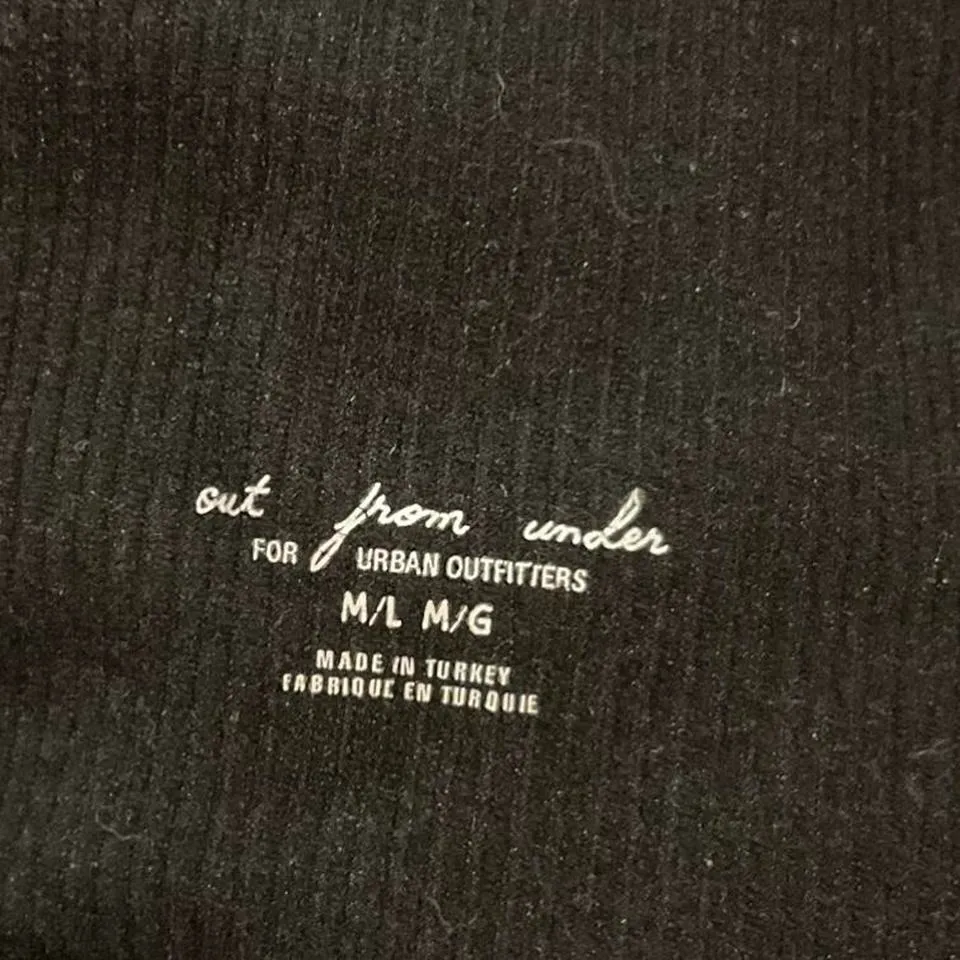 out from under
FOR URBAN OUTFITTERS
M/L M/G
MADE IN TURKEY
FABRIQUE EN TURQUIE